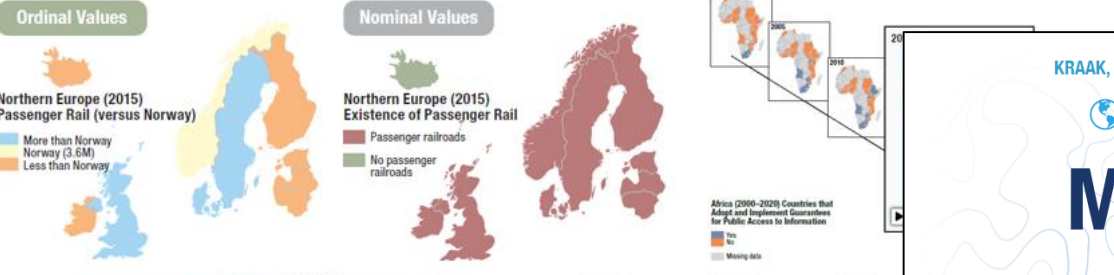 Ordinal Values
Northern Europe (2015)
Passenger Rail (versus Norway)
More than Norway
Norway (3.6M)
Less than Norway
Nominal Values
Northern Europe (2015)
Existence of Passenger Rail
Passenger railroads
No passenger
railroads
2005
2010
20
Africa (2000–2020) Countries that
Adopt and Implement Guarantees
for Public Access to Information
Yes
No
Missing data
KRAAK,
M